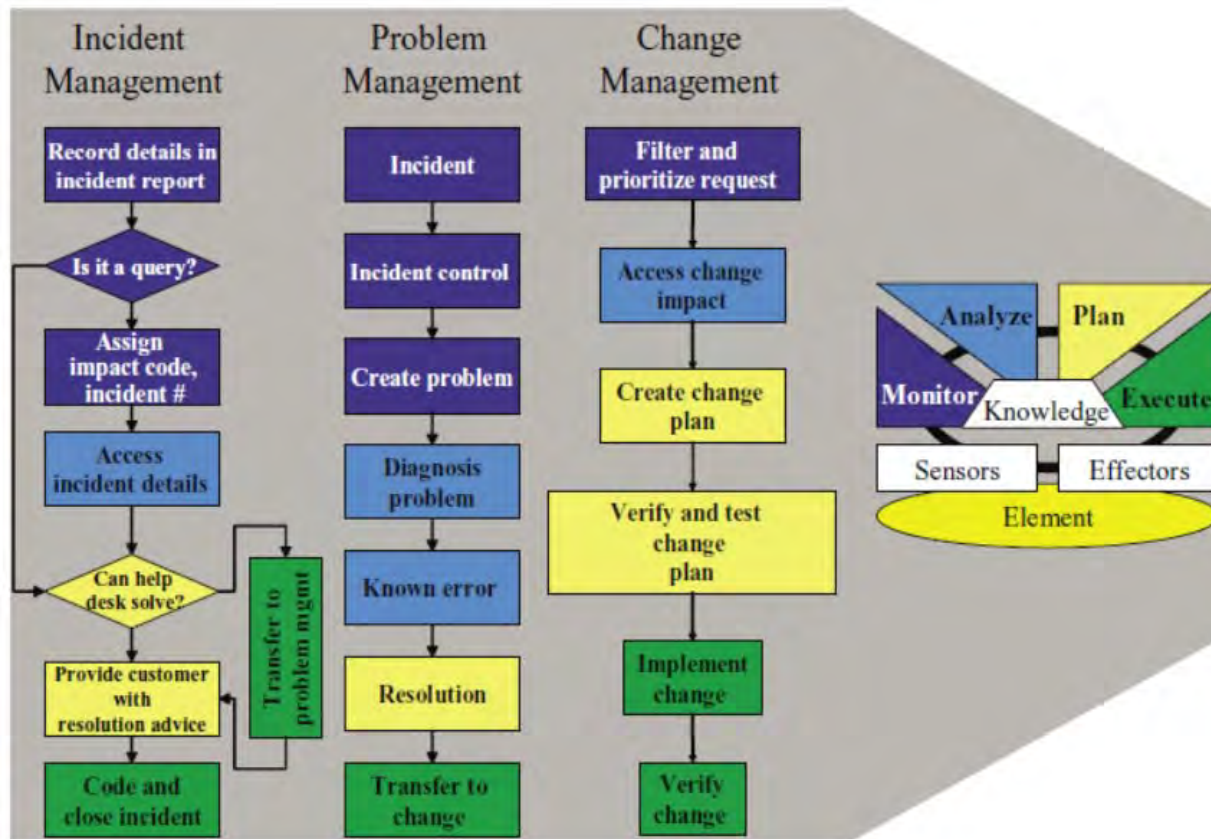 Incident
Management
Record details in
incident report
Is it a query?
Assign
impact code,
incident #
Access
incident details
Can help
desk solve?
Transfer to
problem mgmt
Provide customer
with
resolution advice
Code and
close incident
Problem
Management
Incident
Incident control
Create problem
Diagnosis
problem
Known error
Resolution
Transfer to
change
Change
Management
Filter and
prioritize request
Access change
impact
Create change
plan
Verify and test
change
plan
Implement
change
Verify
change
Analyze
Plan
Monitor
Knowledge
Execute
Sensors
Effectors
Element